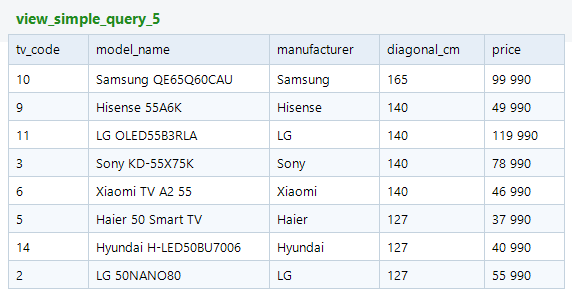 view_simple_query_5
tv_code model_name manufacturer diagonal_cm price
10 Samsung QE65Q60CAU Samsung 165 99 990
9 Hisense 55A6K Hisense 140 49 990
11 LG OLED55B3RLA LG 140 119 990
3 Sony KD-55X75K Sony 140 78 990
6 Xiaomi TV A2 55 Xiaomi 140 46 990
5 Haier 50 Smart TV Haier 127 37 990
14 Hyundai H-LED50BU7006 Hyundai 127 40 990
2 LG 50NANO80 LG 127 55 990